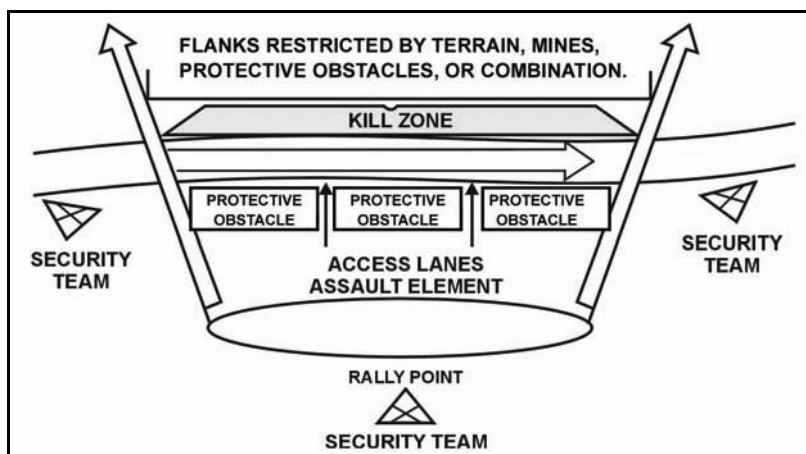 FLANKS RESTRICTED BY TERRAIN, MINES,
PROTECTIVE OBSTACLES, OR COMBINATION.
KILL ZONE
PROTECTIVE
OBSTACLE
PROTECTIVE
OBSTACLE
PROTECTIVE
OBSTACLE
SECURITY
TEAM
ACCESS LANES
ASSAULT ELEMENT
SECURITY
TEAM
RALLY POINT
SECURITY TEAM